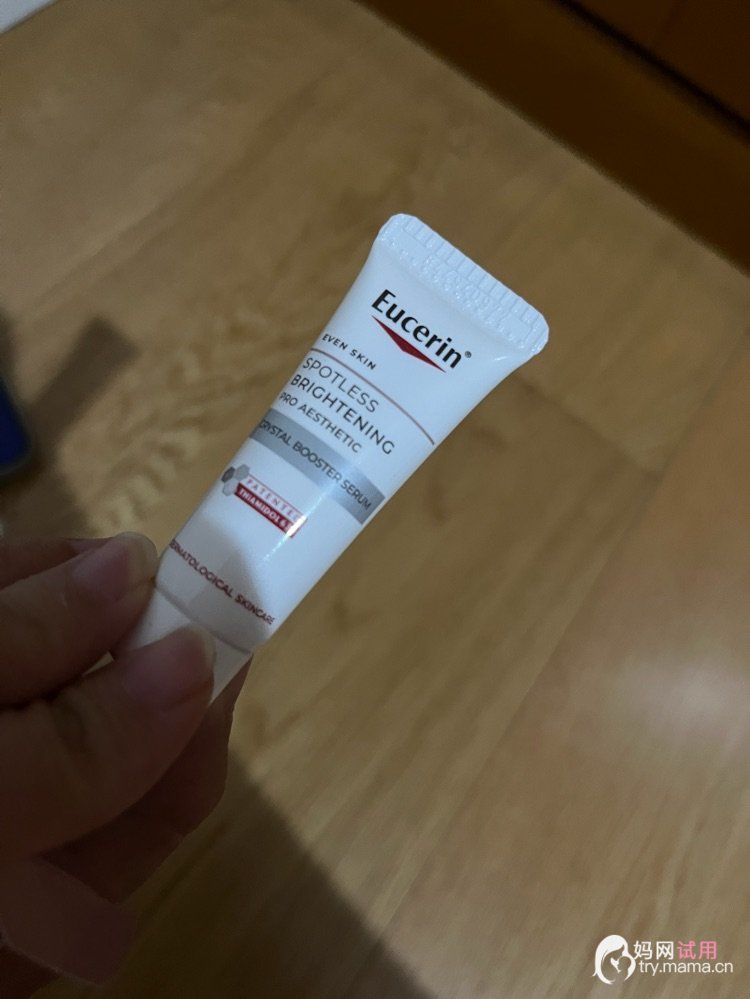 Eucerin®
EVEN SKIN
SPOTLESS
BRIGHTENING
PRO AESTHETIC
CRYSTAL BOOSTER SERUM
PATENTED
THIAMIDOL
DERMATOLOGICAL SKINCARE
妈网试用
try.mama.cn